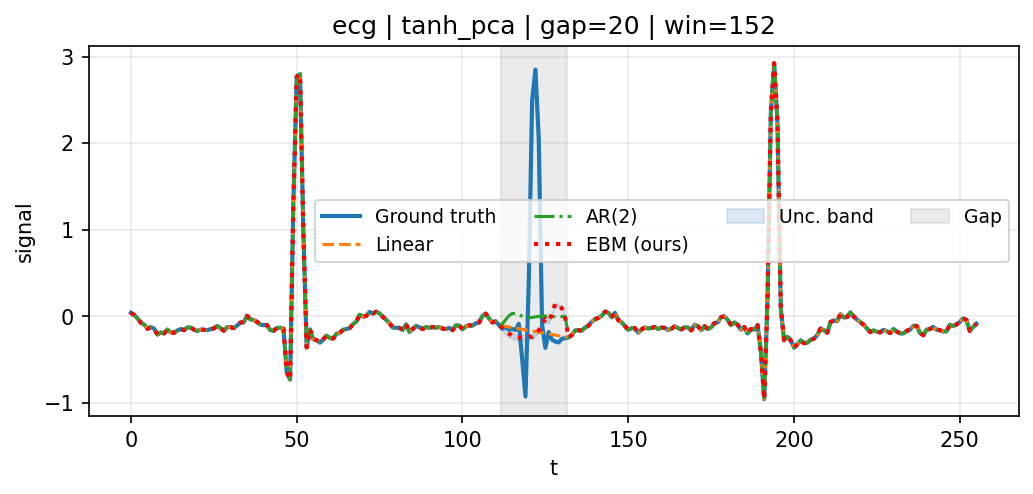 ecg | tanh_pca | gap=20 | win=152
3
2
1
0
−1
signal
Ground truth
Linear
AR(2)
EBM (ours)
Unc. band
Gap
0 50 100 150 200 250
t